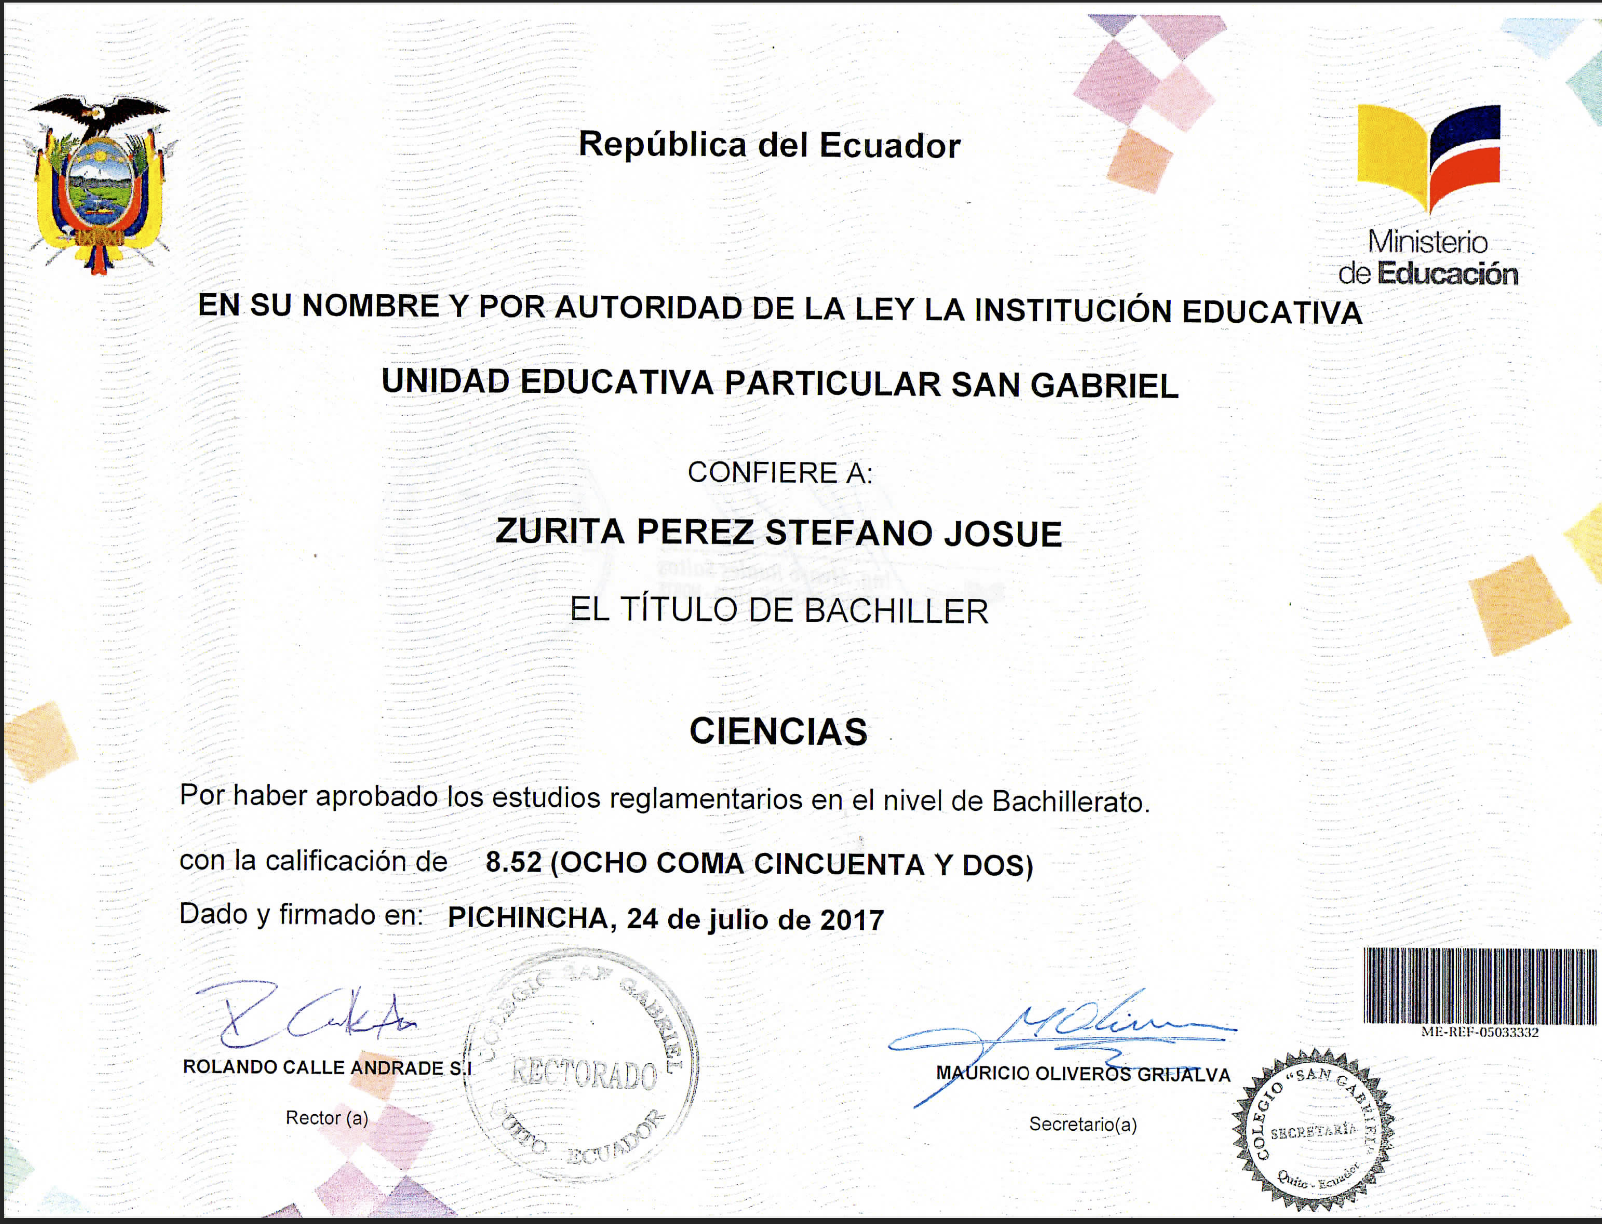 República del Ecuador
Ministerio
de Educación
EN SU NOMBRE Y POR AUTORIDAD DE LA LEY LA INSTITUCIÓN EDUCATIVA
UNIDAD EDUCATIVA PARTICULAR SAN GABRIEL
CONFIERE A:
ZURITA PEREZ STEFANO JOSUE
EL TÍTULO DE BACHILLER
CIENCIAS
Por haber aprobado los estudios reglamentarios en el nivel de Bachillerato.
con la calificación de 8.52 (OCHO COMA CINCUENTA Y DOS)
Dado y firmado en: PICHINCHA, 24 de julio de 2017
ME-REF-05033332
ROLANDO CALLE ANDRADE S.I
Rector (a)
COLEGIO SAN GABRIEL
RECTORADO
QUITO ECUADOR
MAURICIO OLIVEROS GRIJALVA
Secretario(a)
COLEGIO "SAN GABRIEL"
SECRETARÍA
Quito - Ecuador